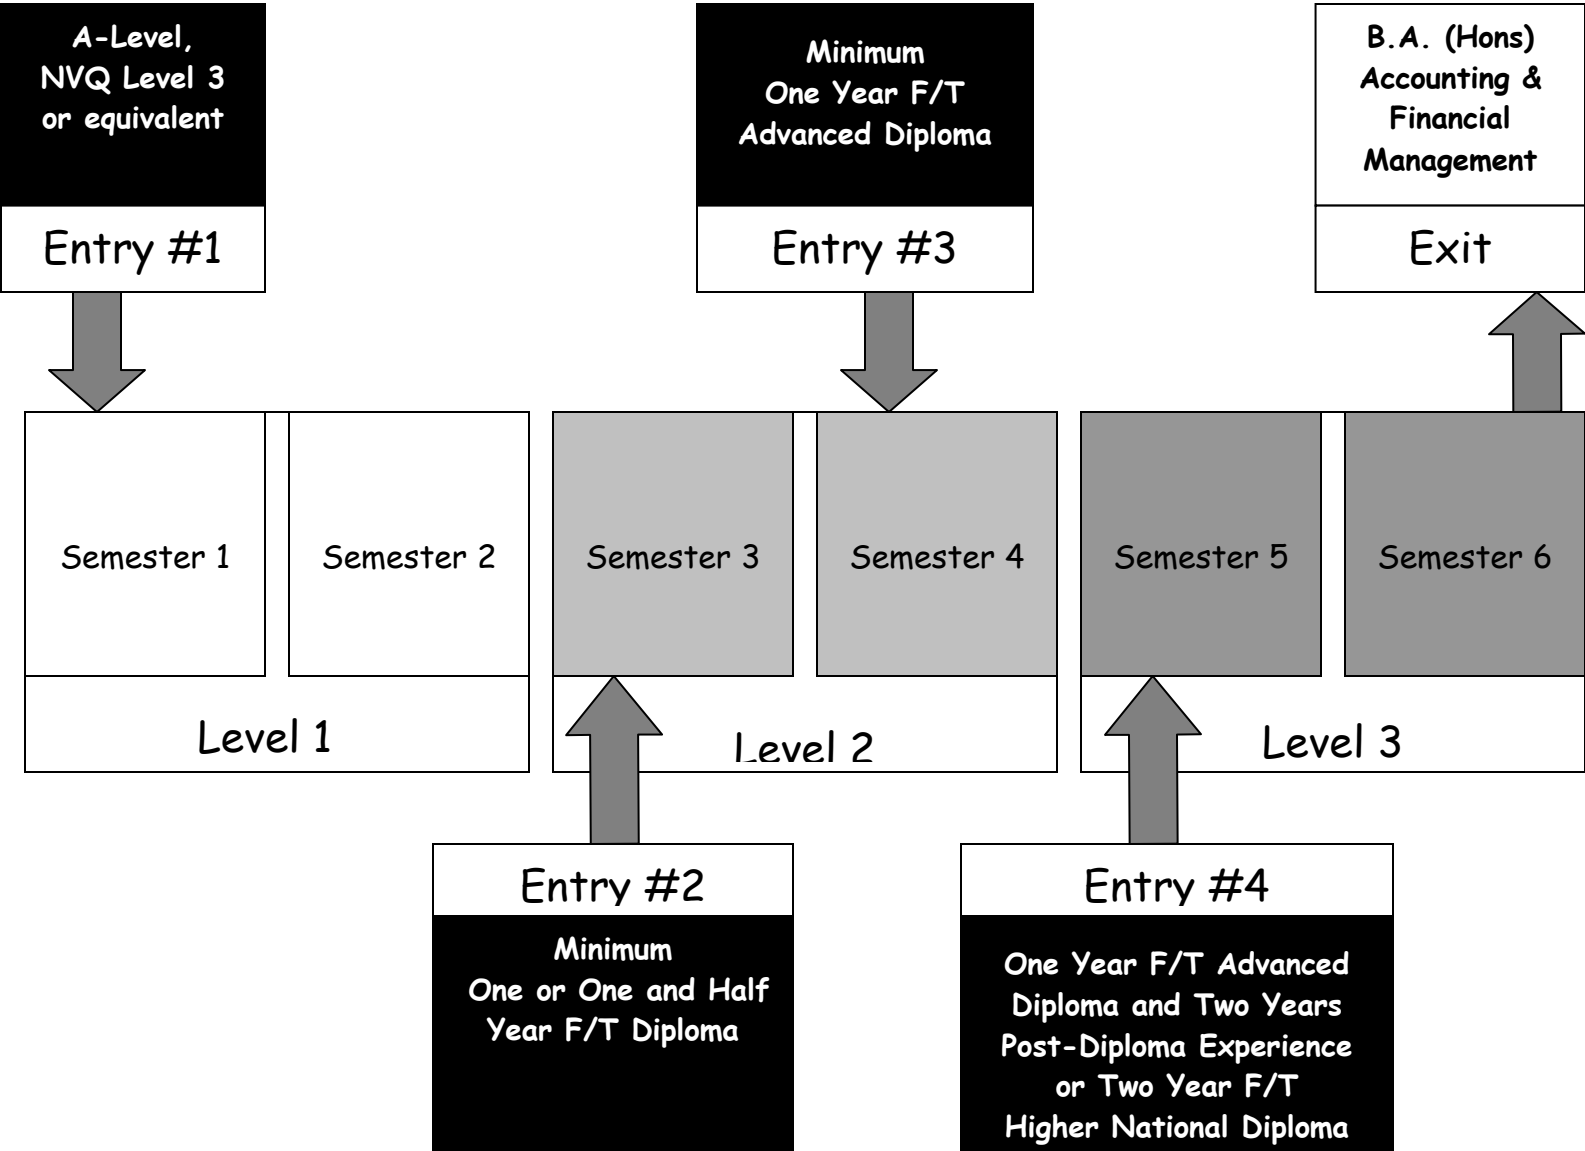 A-Level,
NVQ Level 3
or equivalent
Entry #1
Minimum
One Year F/T
Advanced Diploma
Entry #3
B.A. (Hons)
Accounting &
Financial
Management
Exit
Semester 1
Semester 2
Semester 3
Semester 4
Semester 5
Semester 6
Level 1
Level 2
Level 3
Entry #2
Minimum
One or One and Half
Year F/T Diploma
Entry #4
One Year F/T Advanced
Diploma and Two Years
Post-Diploma Experience
or Two Year F/T
Higher National Diploma